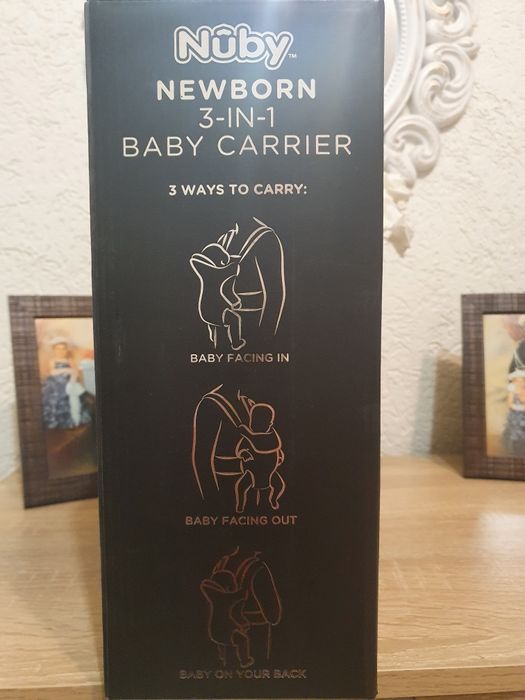 Nûby™
NEWBORN
3-IN-1
BABY CARRIER
3 WAYS TO CARRY:
BABY FACING IN
BABY FACING OUT
BABY ON YOUR BACK